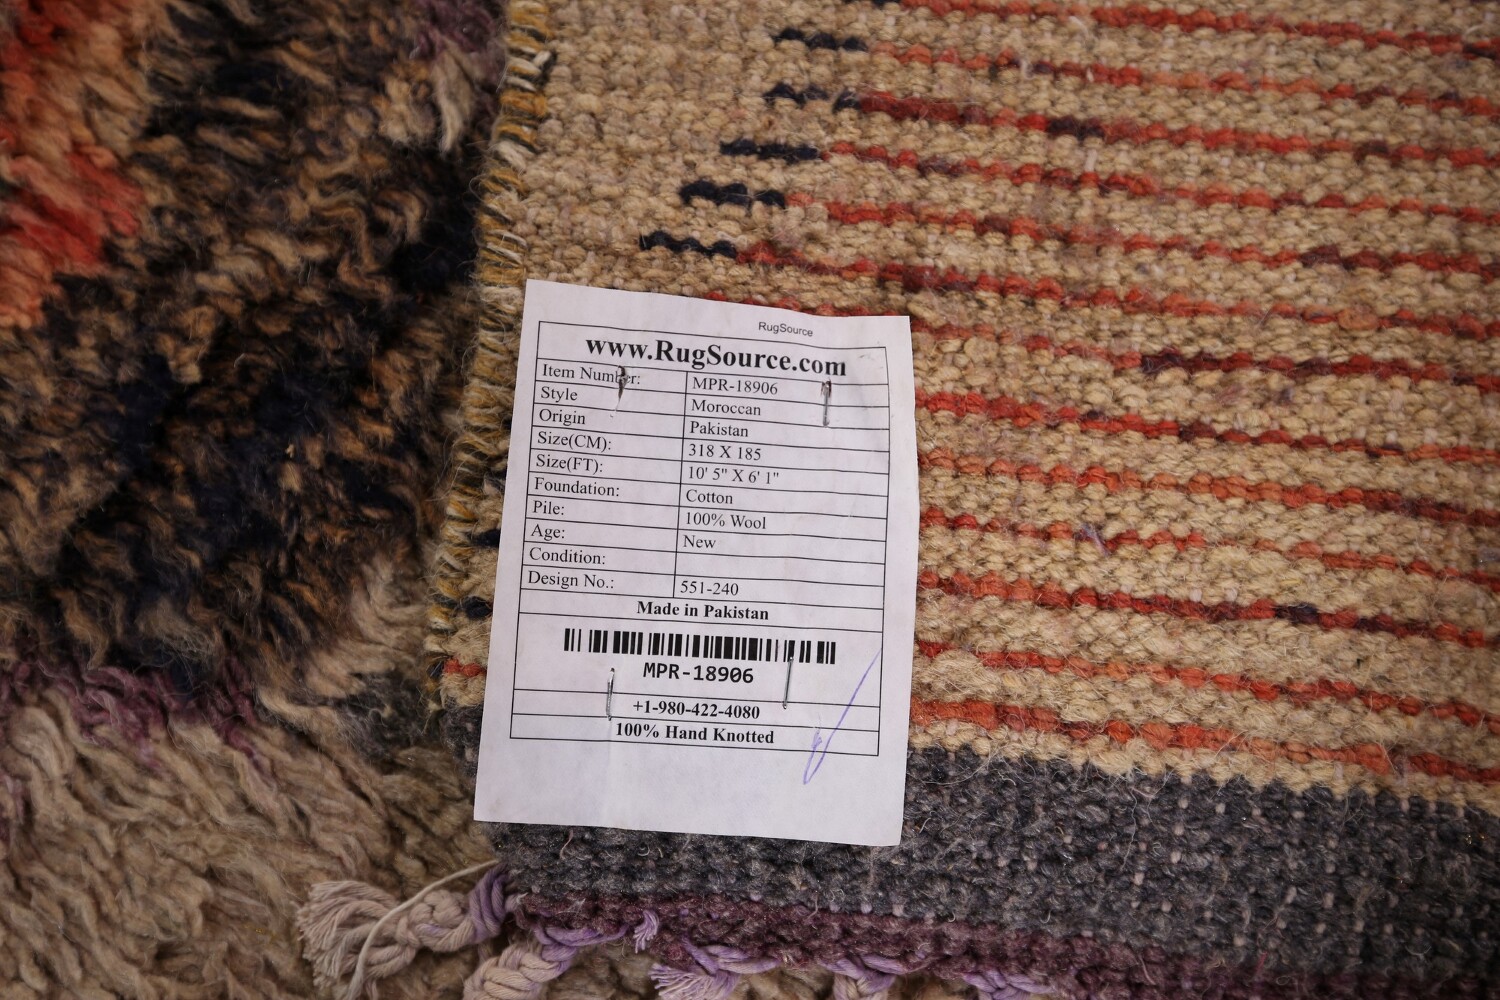 RugSource
www.RugSource.com
Item Number: MPR-18906
Style Moroccan
Origin Pakistan
Size(CM): 318 X 185
Size(FT): 10' 5" X 6' 1"
Foundation: Cotton
Pile: 100% Wool
Age: New
Condition:
Design No.: 551-240
Made in Pakistan
MPR-18906
+1-980-422-4080
100% Hand Knotted